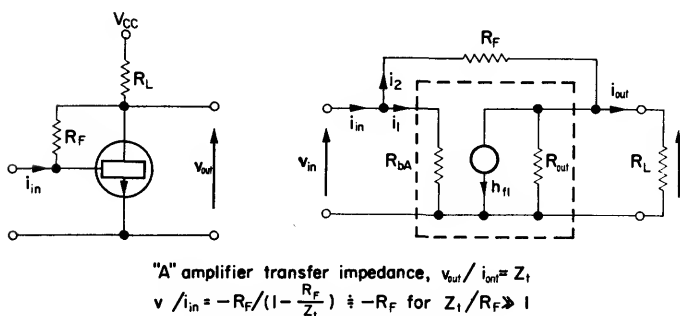 V_CC
R_L
R_F
i_in
v_out
R_F
i_2
i_in
i_1
i_out
v_in
R_bA
h_f1
R_out
R_L
"A" amplifier transfer impedance, v_out / i_ont = Z_t
v /i_in = -R_F/(1 - R_F/Z_t) ≑ -R_F for Z_t/R_F ≫ 1